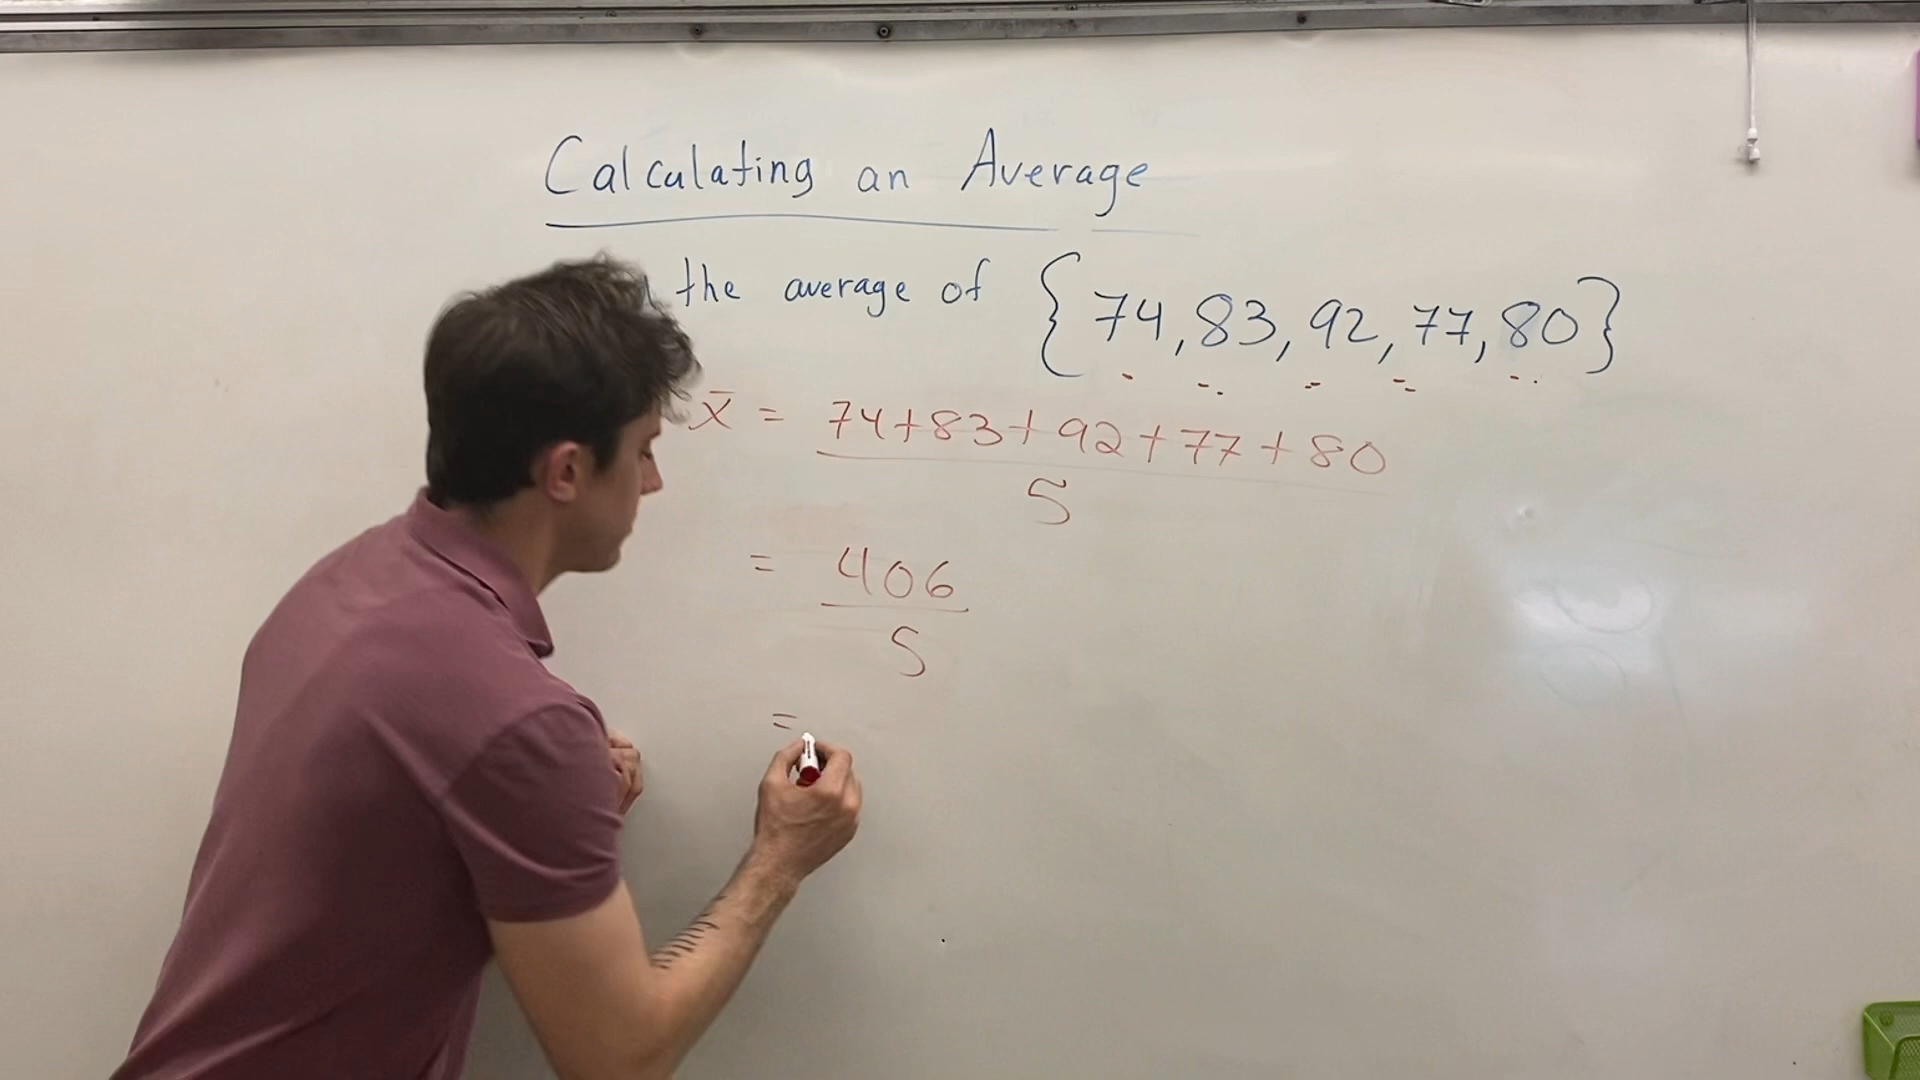 Calculating an Average
the average of { 74, 83, 92, 77, 80 }
x̄ = 74+83+92+77+80
5
= 406
5
=